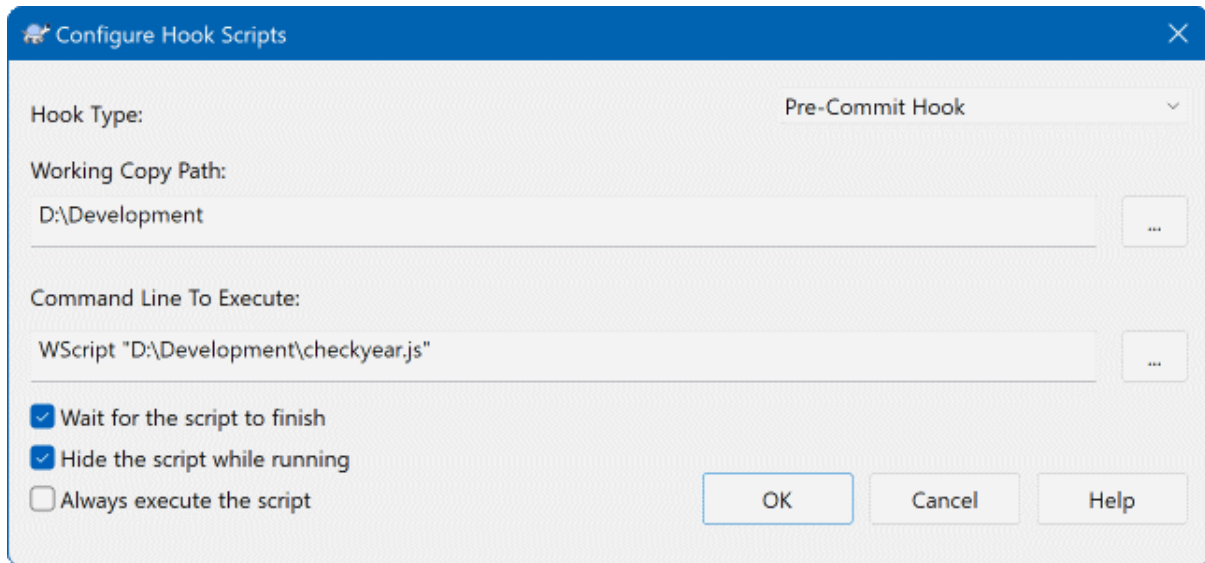 Configure Hook Scripts
Hook Type:
Pre-Commit Hook
Working Copy Path:
D:\Development
...
Command Line To Execute:
WScript "D:\Development\checkyear.js"
...
Wait for the script to finish
Hide the script while running
Always execute the script
OK
Cancel
Help